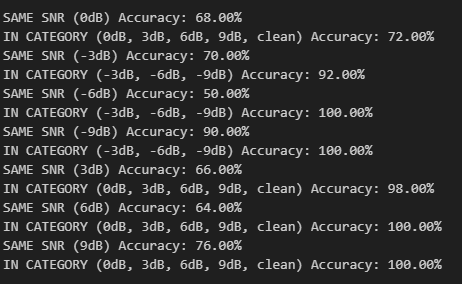 SAME SNR (0dB) Accuracy: 68.00%
IN CATEGORY (0dB, 3dB, 6dB, 9dB, clean) Accuracy: 72.00%
SAME SNR (-3dB) Accuracy: 70.00%
IN CATEGORY (-3dB, -6dB, -9dB) Accuracy: 92.00%
SAME SNR (-6dB) Accuracy: 50.00%
IN CATEGORY (-3dB, -6dB, -9dB) Accuracy: 100.00%
SAME SNR (-9dB) Accuracy: 90.00%
IN CATEGORY (-3dB, -6dB, -9dB) Accuracy: 100.00%
SAME SNR (3dB) Accuracy: 66.00%
IN CATEGORY (0dB, 3dB, 6dB, 9dB, clean) Accuracy: 98.00%
SAME SNR (6dB) Accuracy: 64.00%
IN CATEGORY (0dB, 3dB, 6dB, 9dB, clean) Accuracy: 100.00%
SAME SNR (9dB) Accuracy: 76.00%
IN CATEGORY (0dB, 3dB, 6dB, 9dB, clean) Accuracy: 100.00%